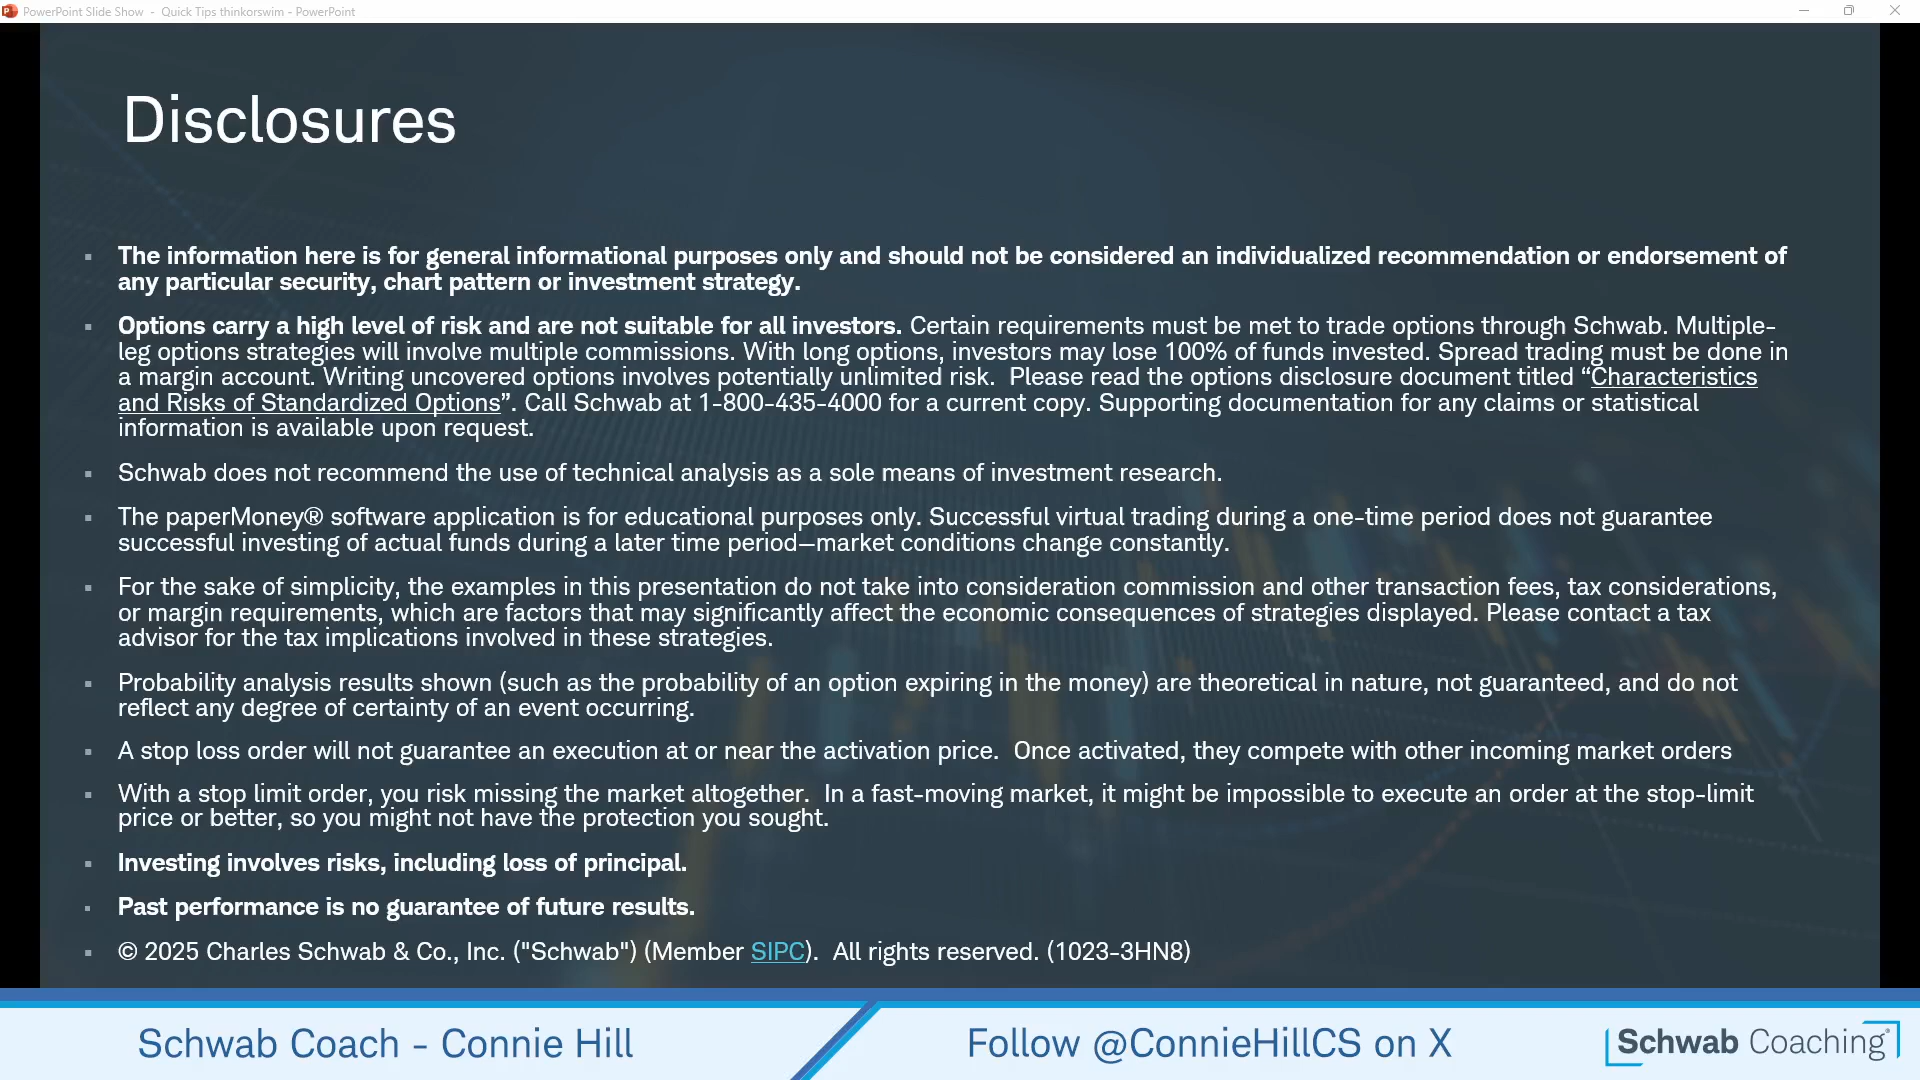 PowerPoint Slide Show - Quick Tips thinkorswim - PowerPoint
Disclosures
▪ The information here is for general informational purposes only and should not be considered an individualized recommendation or endorsement of
any particular security, chart pattern or investment strategy.
▪ Options carry a high level of risk and are not suitable for all investors. Certain requirements must be met to trade options through Schwab. Multiple-
leg options strategies will involve multiple commissions. With long options, investors may lose 100% of funds invested. Spread trading must be done in
a margin account. Writing uncovered options involves potentially unlimited risk.  Please read the options disclosure document titled “Characteristics
and Risks of Standardized Options”. Call Schwab at 1-800-435-4000 for a current copy. Supporting documentation for any claims or statistical
information is available upon request.
▪ Schwab does not recommend the use of technical analysis as a sole means of investment research.
▪ The paperMoney® software application is for educational purposes only. Successful virtual trading during a one-time period does not guarantee
successful investing of actual funds during a later time period—market conditions change constantly.
▪ For the sake of simplicity, the examples in this presentation do not take into consideration commission and other transaction fees, tax considerations,
or margin requirements, which are factors that may significantly affect the economic consequences of strategies displayed. Please contact a tax
advisor for the tax implications involved in these strategies.
▪ Probability analysis results shown (such as the probability of an option expiring in the money) are theoretical in nature, not guaranteed, and do not
reflect any degree of certainty of an event occurring.
▪ A stop loss order will not guarantee an execution at or near the activation price.  Once activated, they compete with other incoming market orders
▪ With a stop limit order, you risk missing the market altogether.  In a fast-moving market, it might be impossible to execute an order at the stop-limit
price or better, so you might not have the protection you sought.
▪ Investing involves risks, including loss of principal.
▪ Past performance is no guarantee of future results.
▪ © 2025 Charles Schwab & Co., Inc. ("Schwab") (Member SIPC).  All rights reserved. (1023-3HN8)
Schwab Coach - Connie Hill
Follow @ConnieHillCS on X
Schwab Coaching®